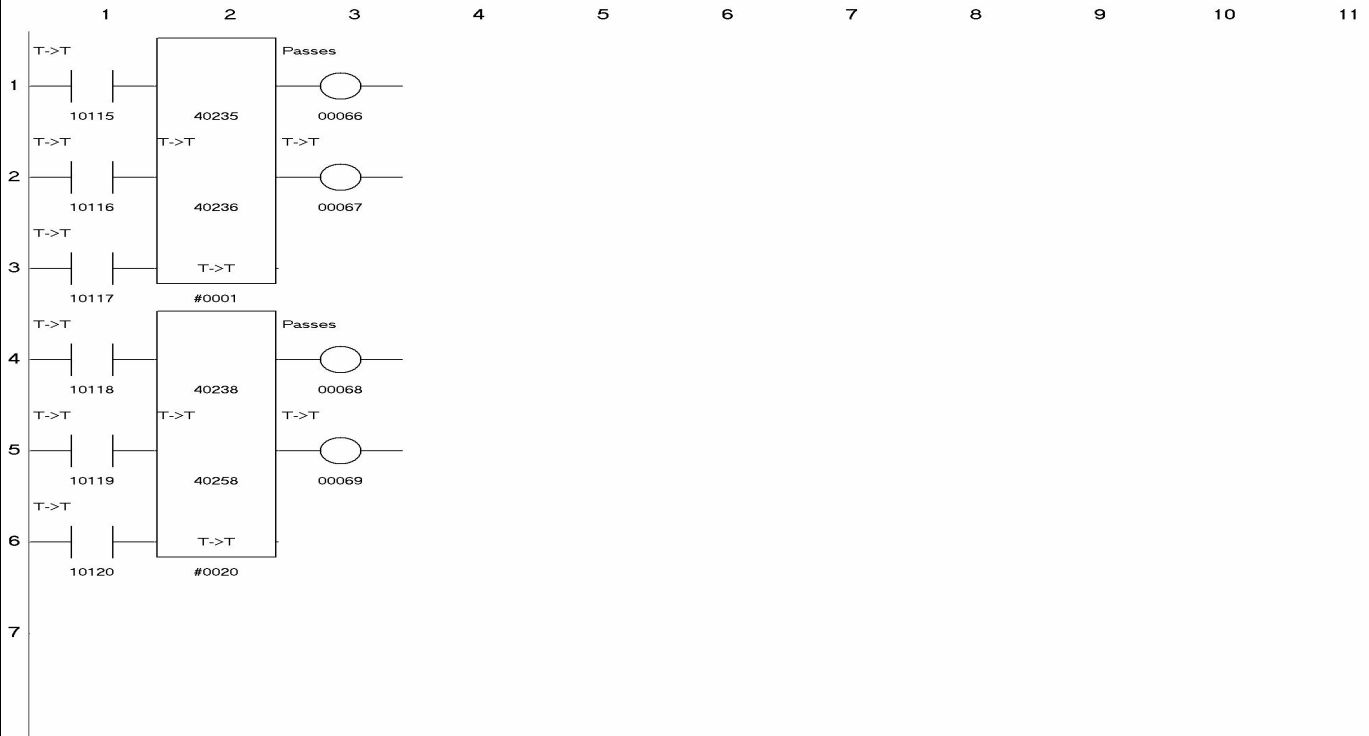 1 2 3 4 5 6 7 8 9 10 11
T->T Passes
1
10115 40235 00066
T->T T->T T->T
2
10116 40236 00067
T->T
3 T->T
10117 #0001
T->T Passes
4
10118 40238 00068
T->T T->T T->T
5
10119 40258 00069
T->T
6 T->T
10120 #0020
7